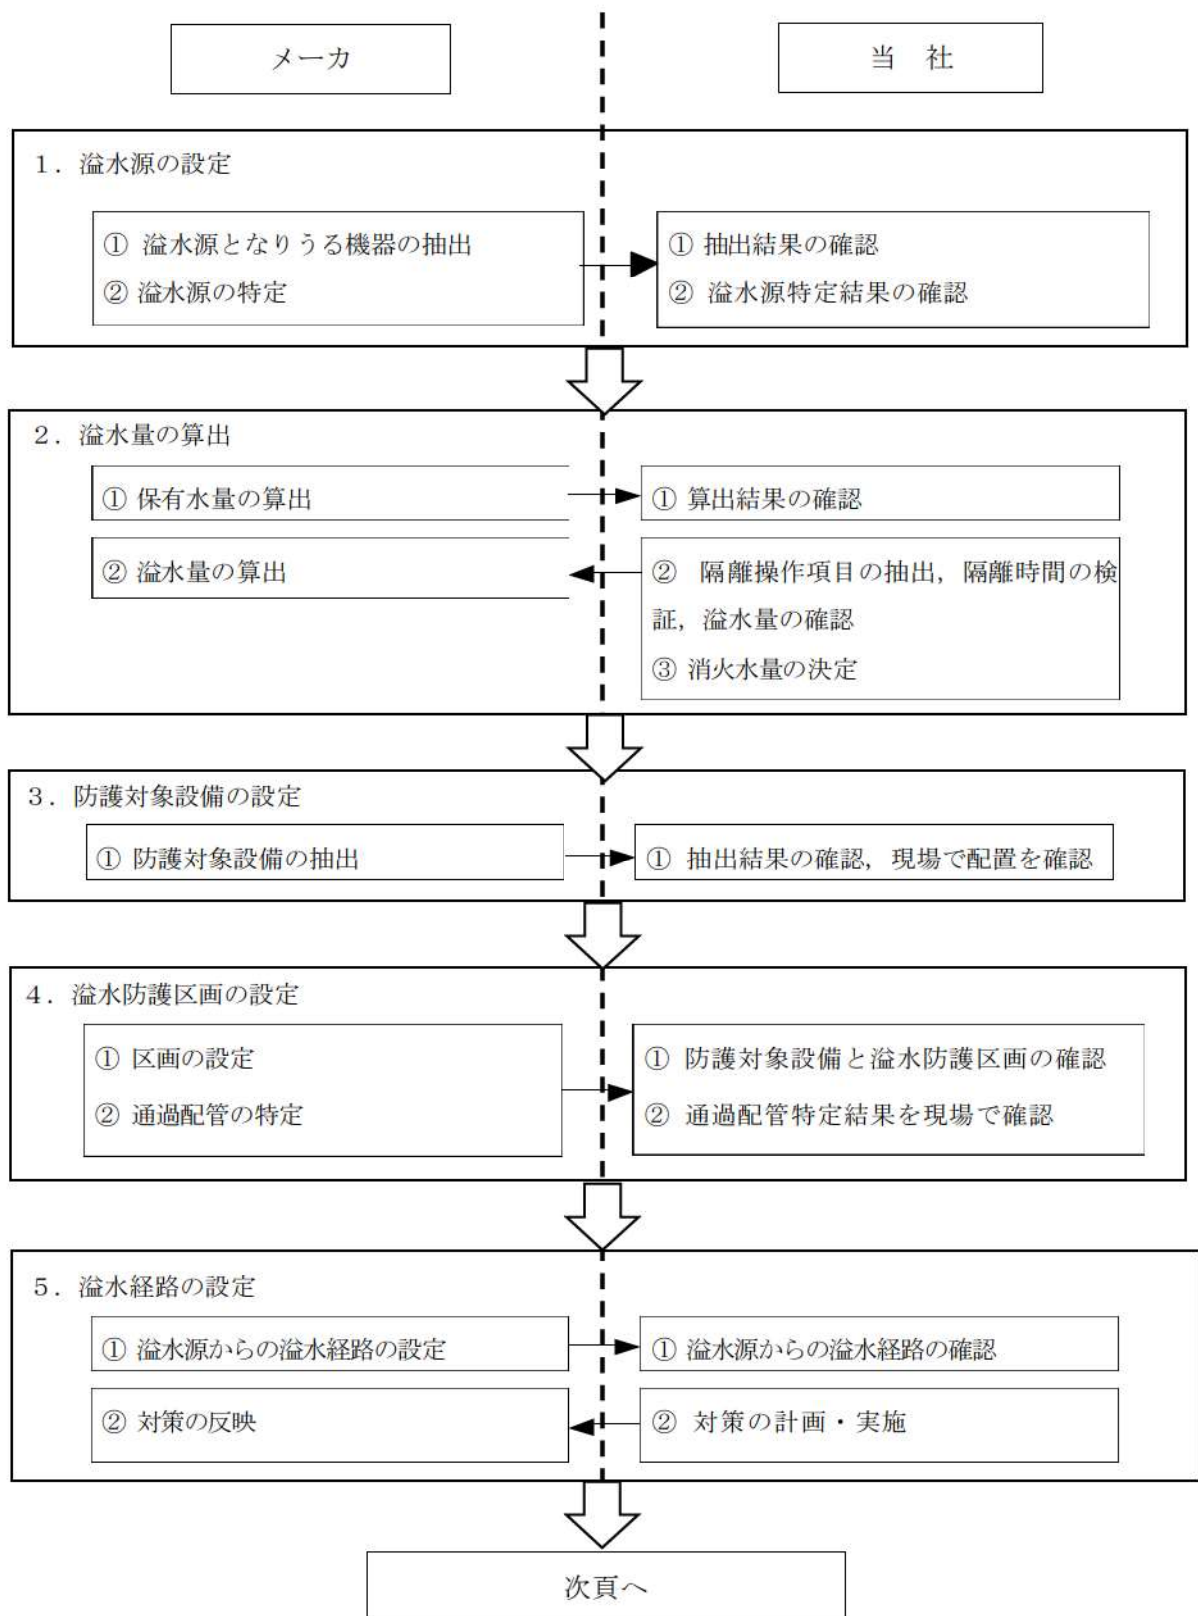 メーカ
当　社
１．溢水源の設定
① 溢水源となりうる機器の抽出
② 溢水源の特定
① 抽出結果の確認
② 溢水源特定結果の確認
２．溢水量の算出
① 保有水量の算出
① 算出結果の確認
② 溢水量の算出
② 隔離操作項目の抽出，隔離時間の検
証，溢水量の確認
③ 消火水量の決定
３．防護対象設備の設定
① 防護対象設備の抽出
① 抽出結果の確認，現場で配置を確認
４．溢水防護区画の設定
① 区画の設定
② 通過配管の特定
① 防護対象設備と溢水防護区画の確認
② 通過配管特定結果を現場で確認
５．溢水経路の設定
① 溢水源からの溢水経路の設定
① 溢水源からの溢水経路の確認
② 対策の反映
② 対策の計画・実施
次頁へ